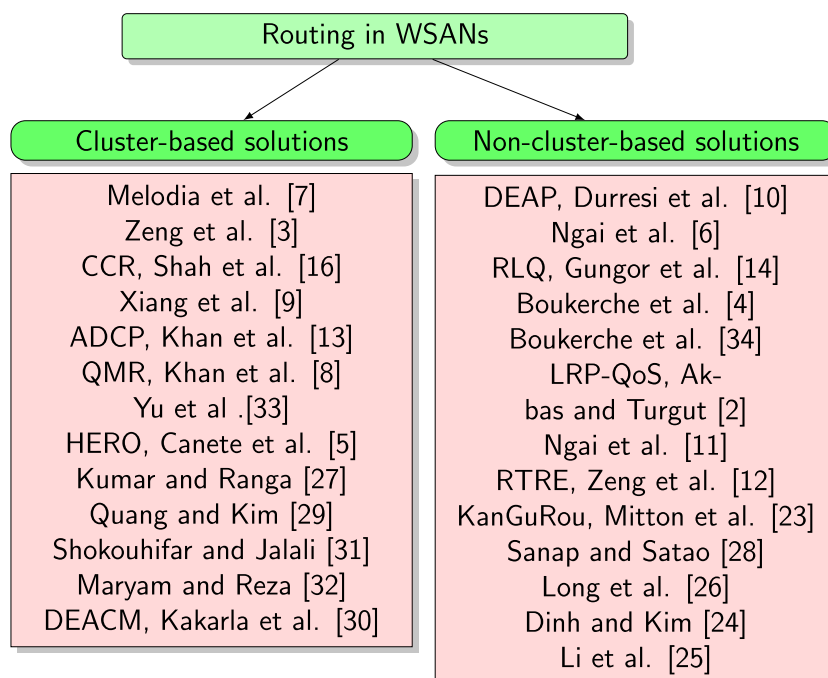 Routing in WSANs
Cluster-based solutions
Melodia et al. [7]
Zeng et al. [3]
CCR, Shah et al. [16]
Xiang et al. [9]
ADCP, Khan et al. [13]
QMR, Khan et al. [8]
Yu et al .[33]
HERO, Canete et al. [5]
Kumar and Ranga [27]
Quang and Kim [29]
Shokouhifar and Jalali [31]
Maryam and Reza [32]
DEACM, Kakarla et al. [30]
Non-cluster-based solutions
DEAP, Durresi et al. [10]
Ngai et al. [6]
RLQ, Gungor et al. [14]
Boukerche et al. [4]
Boukerche et al. [34]
LRP-QoS, Ak-
bas and Turgut [2]
Ngai et al. [11]
RTRE, Zeng et al. [12]
KanGuRou, Mitton et al. [23]
Sanap and Satao [28]
Long et al. [26]
Dinh and Kim [24]
Li et al. [25]